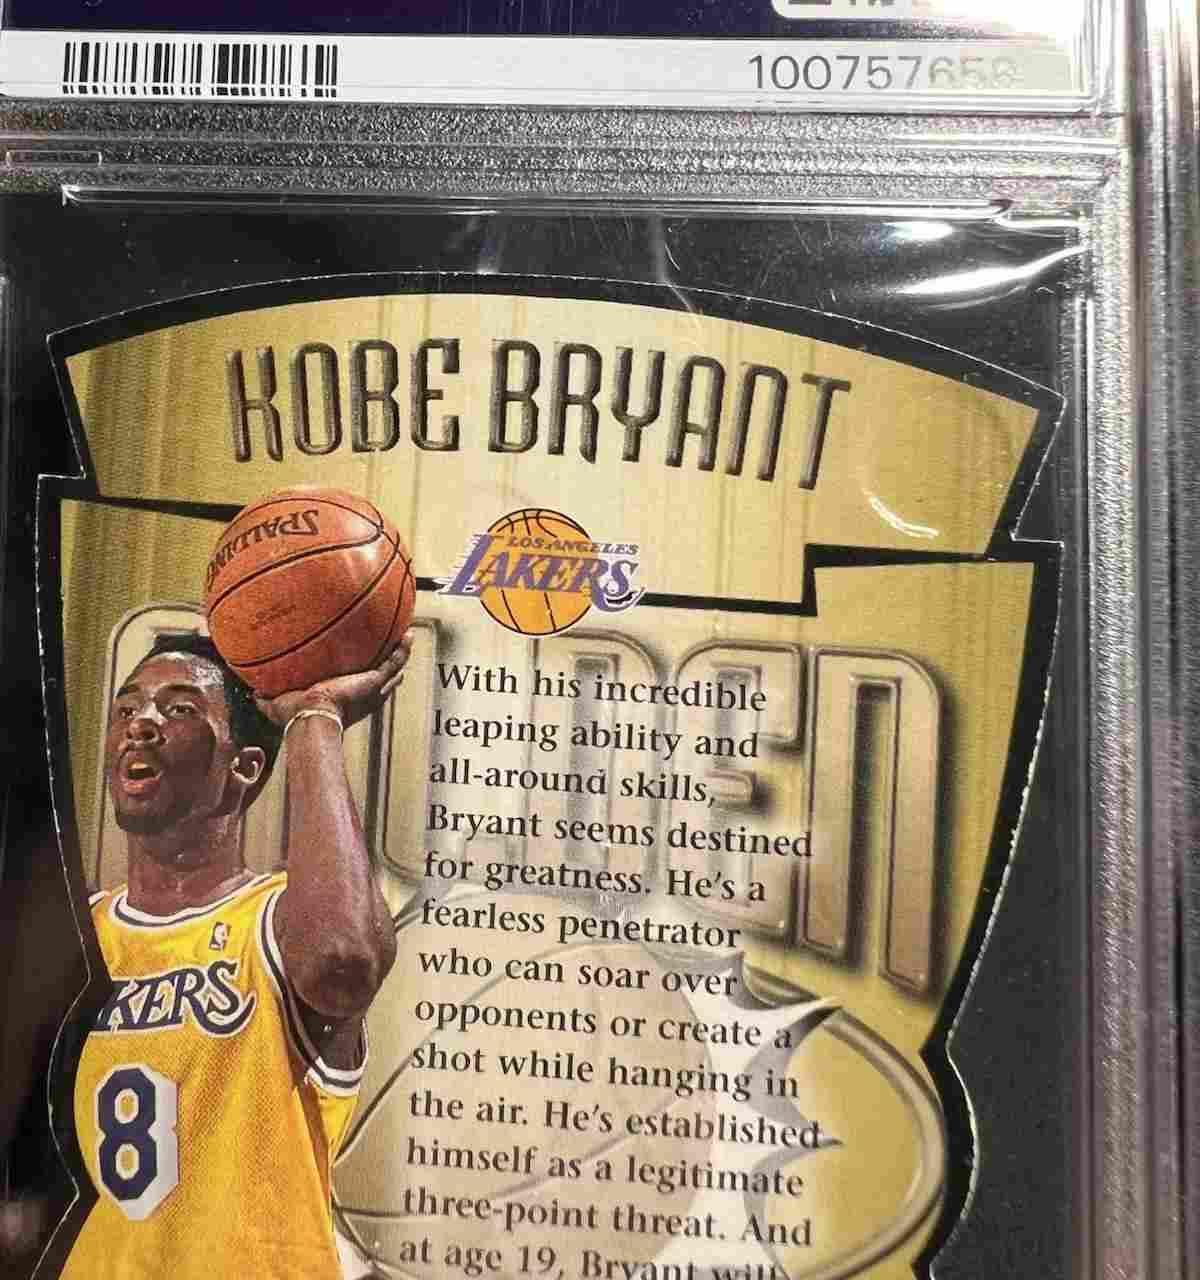 100757658
KOBE BRYANT
SPALDING
LOS ANGELES
LAKERS
GOLDEN
With his incredible
leaping ability and
all-around skills,
Bryant seems destined
for greatness. He's a
fearless penetrator
who can soar over
opponents or create a
shot while hanging in
the air. He's established
himself as a legitimate
three-point threat. And
at age 19, Bryant will
KERS
8